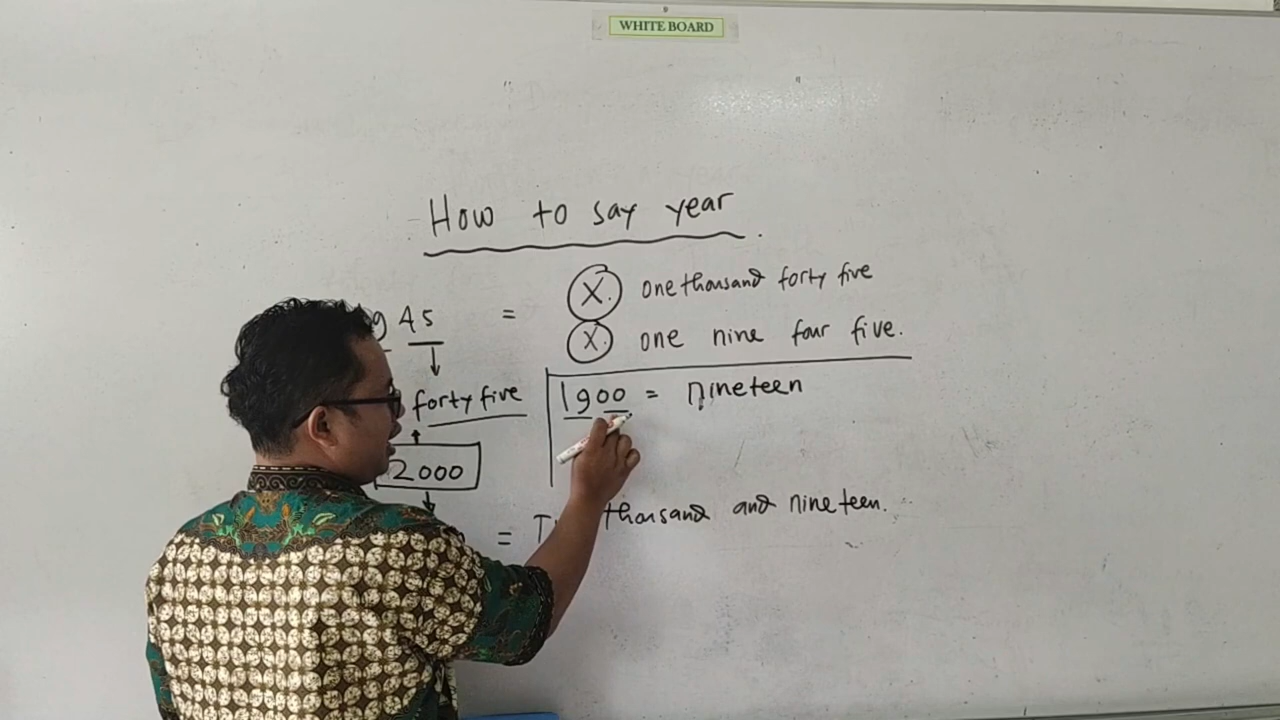 WHITE BOARD
How to say year.
9 45 = X. one thousand forty five
X. one nine four five.
forty five
1900 = nineteen
2000
= thousand and nineteen.